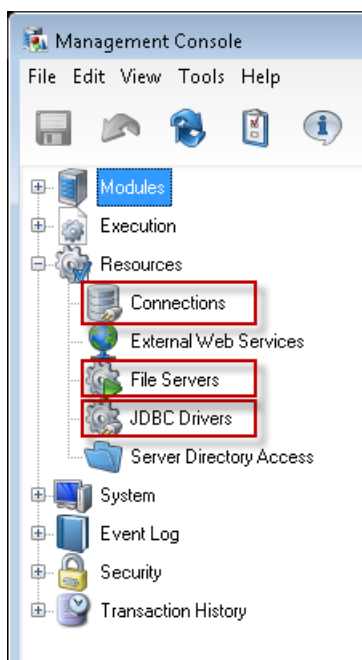 Management Console
File Edit View Tools Help
Modules
Execution
Resources
Connections
External Web Services
File Servers
JDBC Drivers
Server Directory Access
System
Event Log
Security
Transaction History